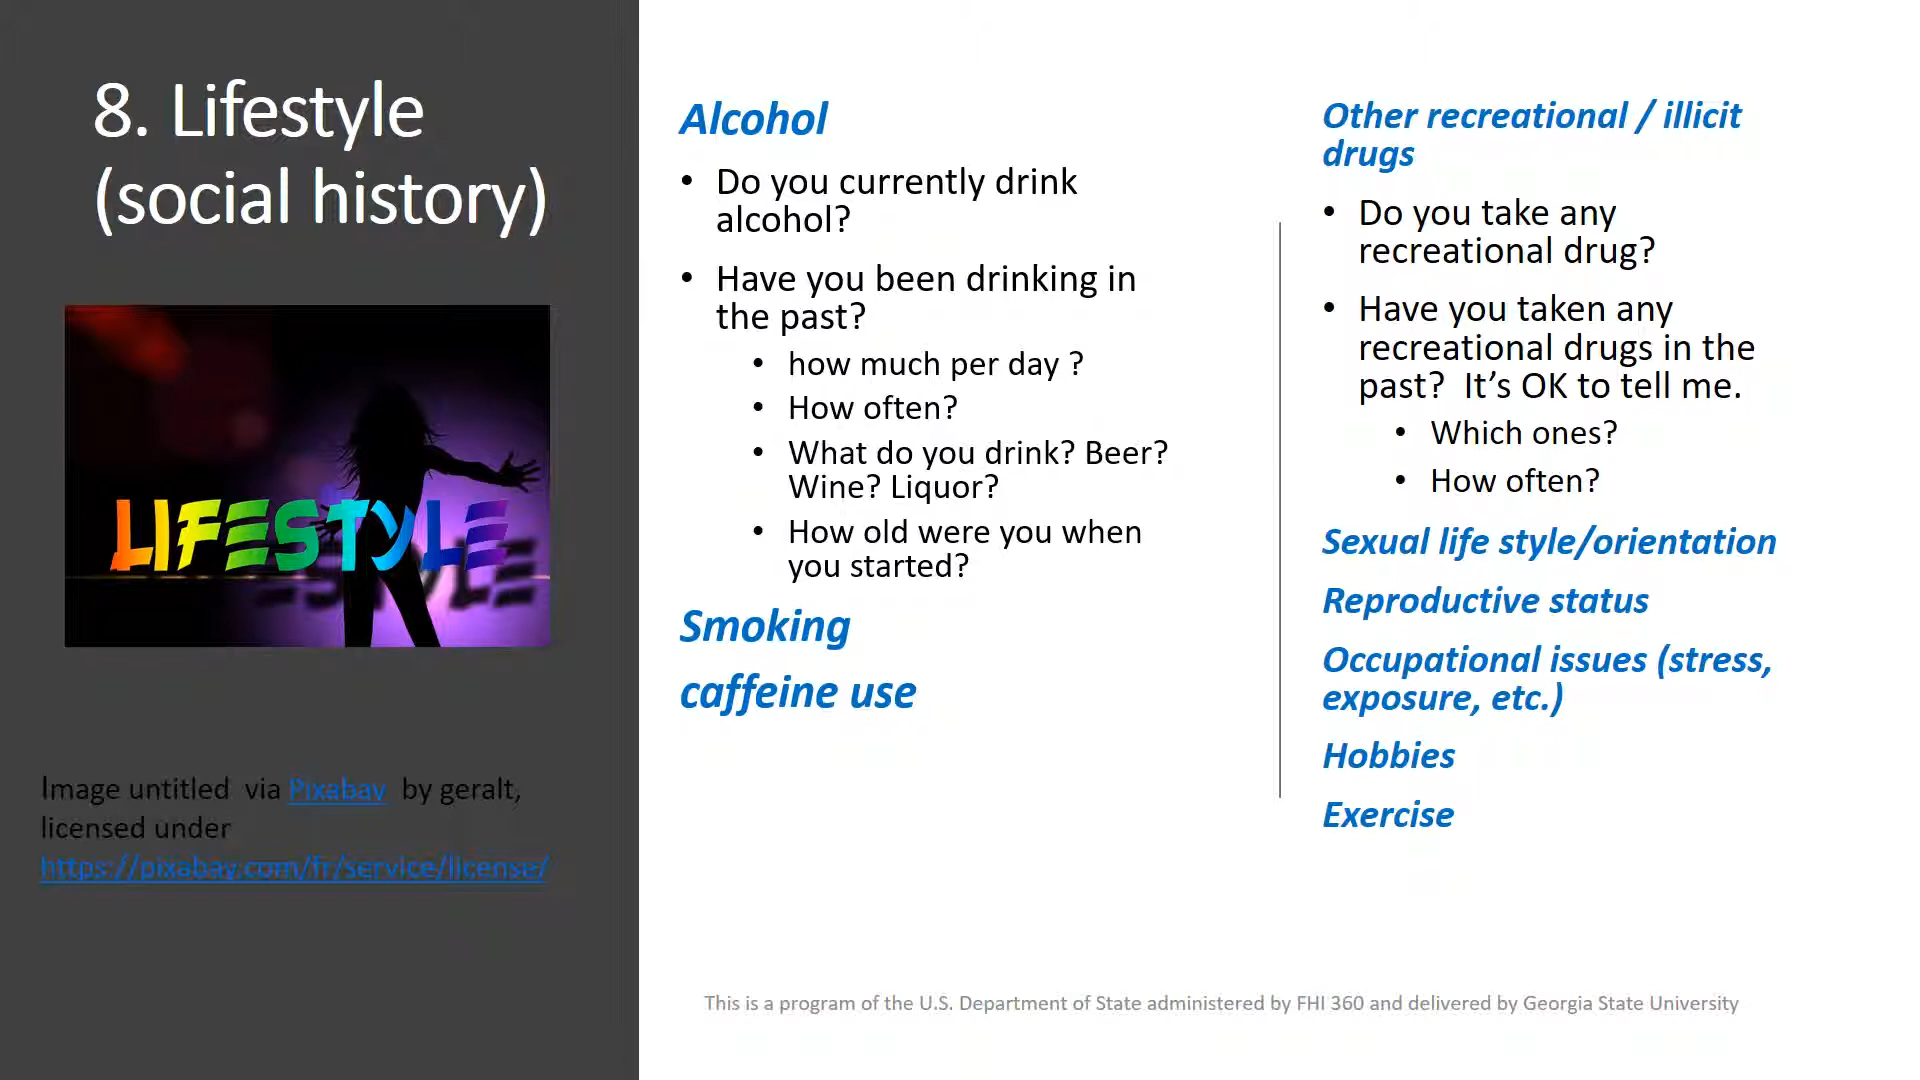 8. Lifestyle
(social history)
LIFESTYLE
Image untitled via Pixabay by geralt,
licensed under
https://pixabay.com/fr/service/license/
Alcohol
• Do you currently drink
alcohol?
• Have you been drinking in
the past?
• how much per day ?
• How often?
• What do you drink? Beer?
Wine? Liquor?
• How old were you when
you started?
Smoking
caffeine use
Other recreational / illicit
drugs
• Do you take any
recreational drug?
• Have you taken any
recreational drugs in the
past? It’s OK to tell me.
• Which ones?
• How often?
Sexual life style/orientation
Reproductive status
Occupational issues (stress,
exposure, etc.)
Hobbies
Exercise
This is a program of the U.S. Department of State administered by FHI 360 and delivered by Georgia State University